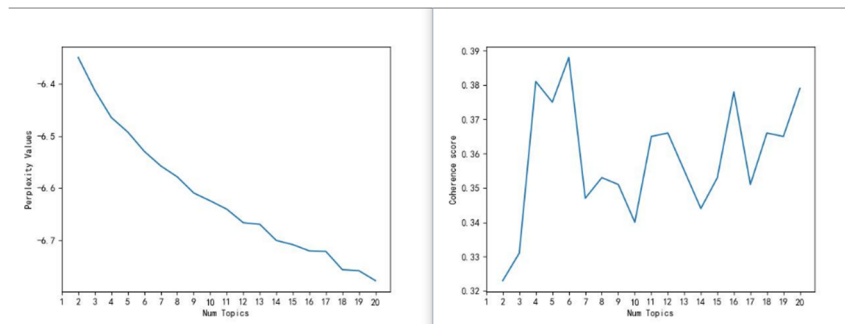 -6.4
-6.5
-6.6
-6.7
Perplexity Values
1 2 3 4 5 6 7 8 9 10 11 12 13 14 15 16 17 18 19 20
Num Topics
0.39
0.38
0.37
0.36
0.35
0.34
0.33
0.32
Coherence score
1 2 3 4 5 6 7 8 9 10 11 12 13 14 15 16 17 18 19 20
Num Topics